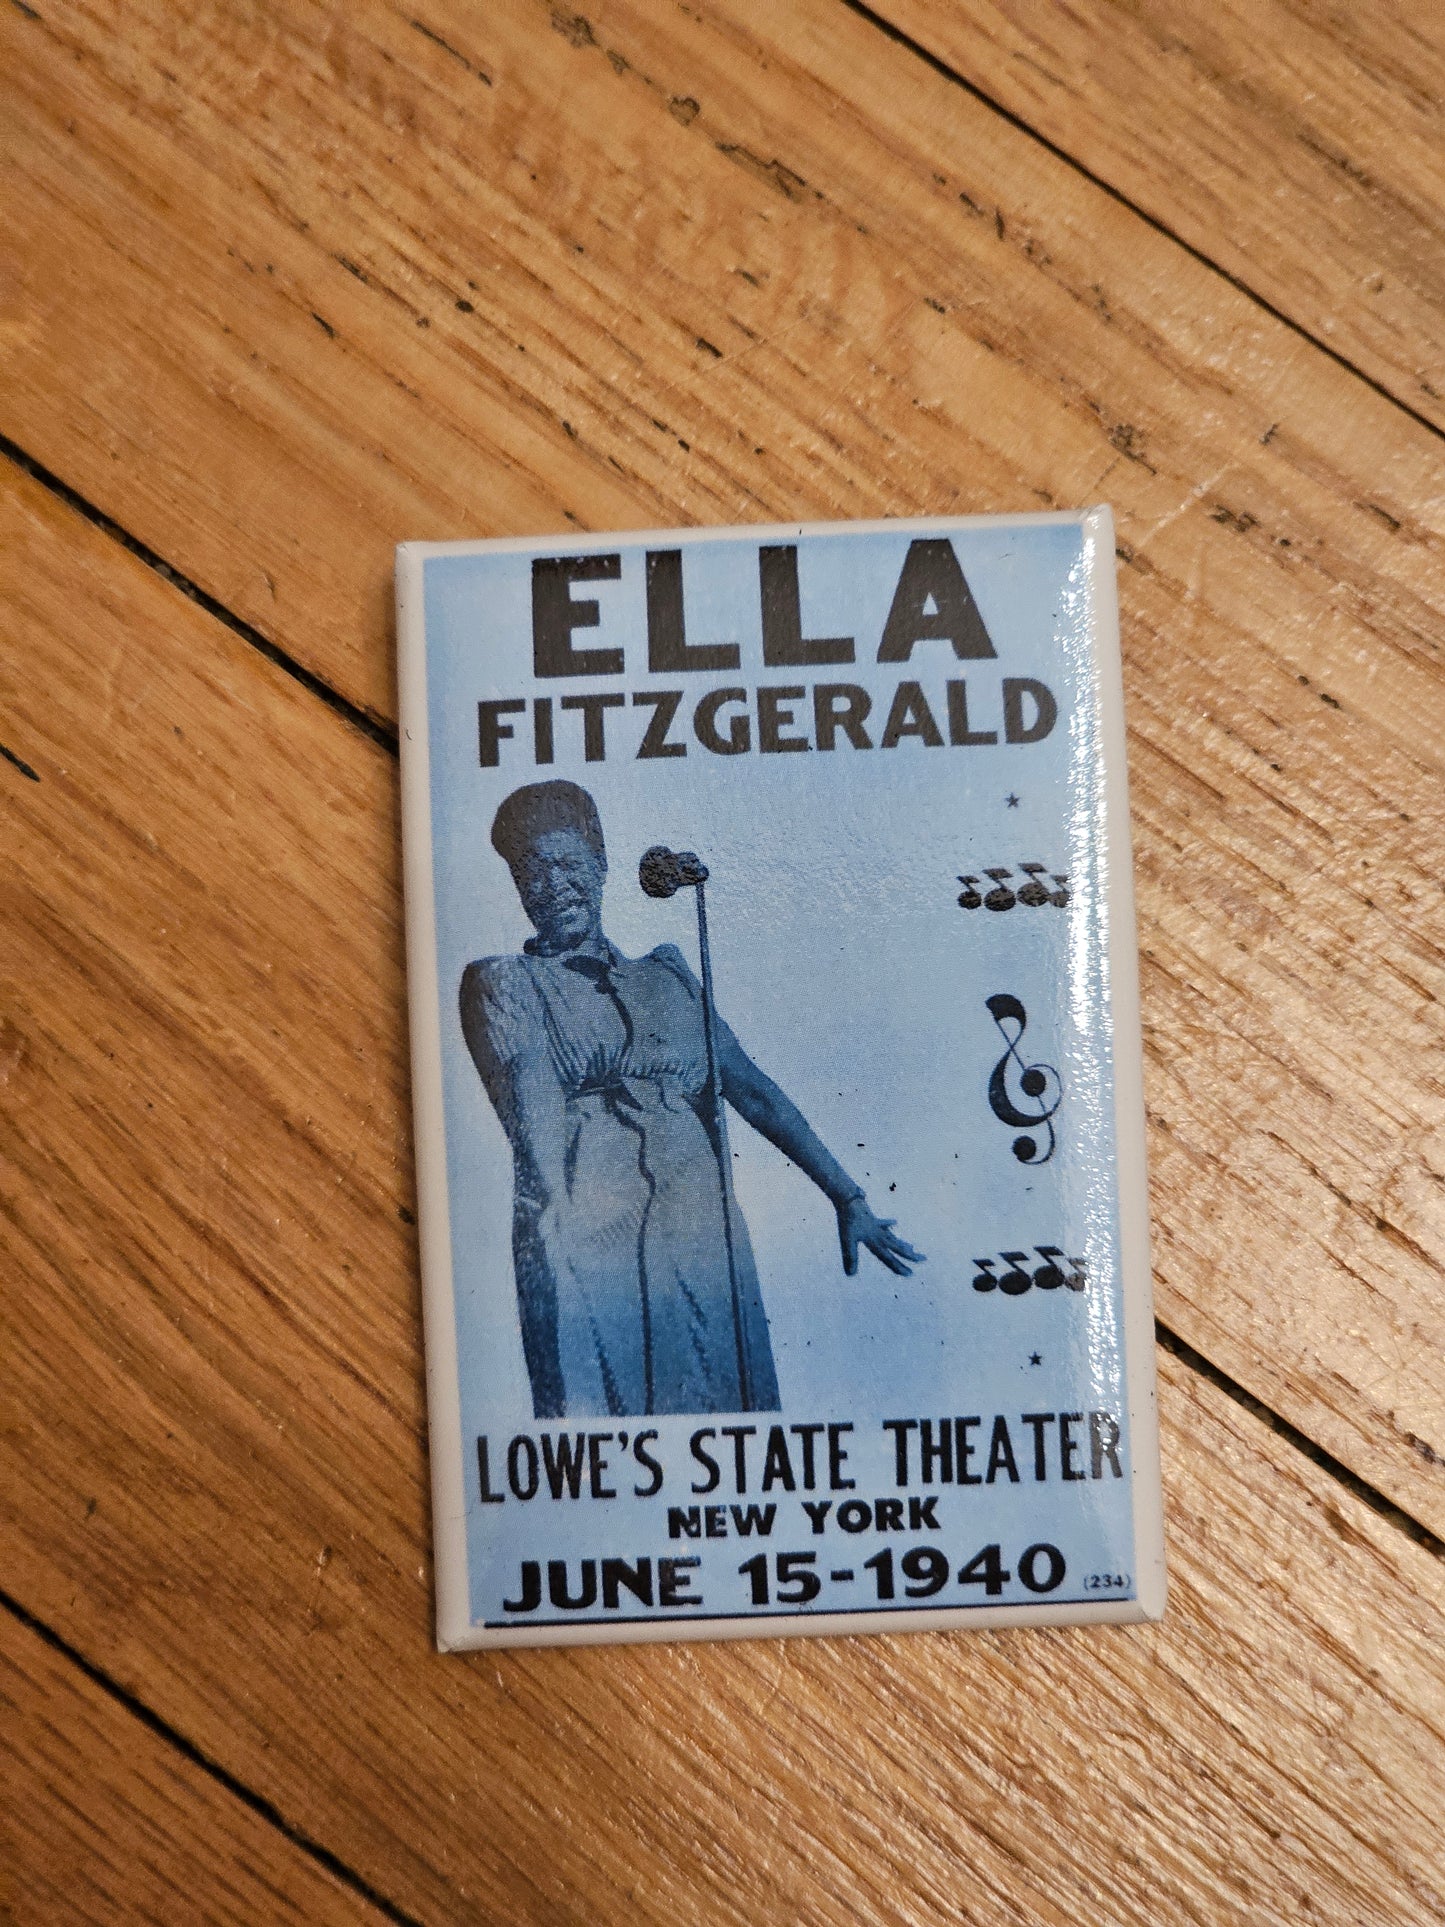 ELLA
FITZGERALD
LOWE'S STATE THEATER
NEW YORK
JUNE 15-1940 (234)